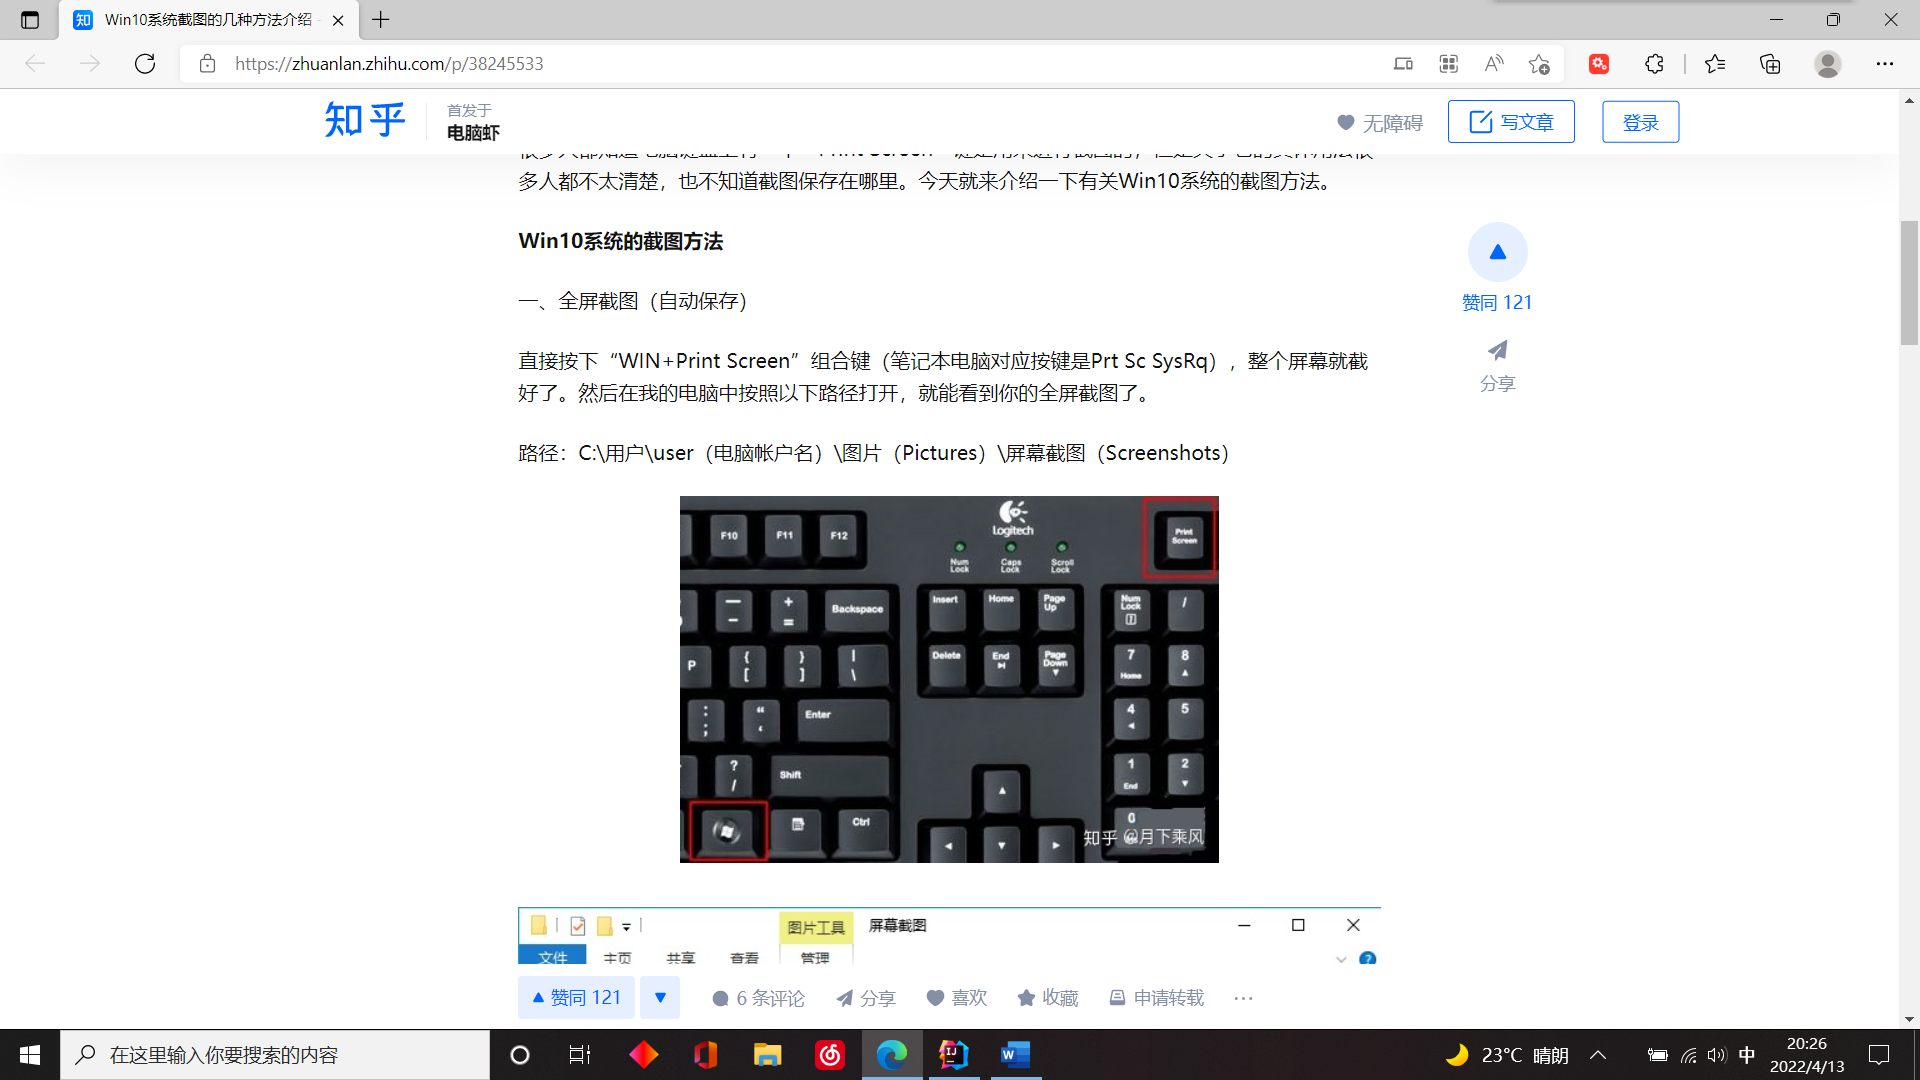 Win10系统截图的几种方法介绍
https://zhuanlan.zhihu.com/p/38245533
知乎
首发于
电脑虾
无障碍
写文章
登录
多人都不太清楚，也不知道截图保存在哪里。今天就来介绍一下有关Win10系统的截图方法。
Win10系统的截图方法
一、全屏截图（自动保存）
直接按下“WIN+Print Screen”组合键（笔记本电脑对应按键是Prt Sc SysRq），整个屏幕就截
好了。然后在我的电脑中按照以下路径打开，就能看到你的全屏截图了。
路径：C:\用户\user（电脑帐户名）\图片（Pictures）\屏幕截图（Screenshots）
赞同 121
分享
Logitech
F10 F11 F12
Print Screen
Num Lock Caps Lock Scroll Lock
— - + = Backspace
Insert Home Page Up
Num Lock /
P { [ } ] | \
Delete End Page Down
7 Home 8
: ; “ ‘ Enter
4 5
? / Shift
1 End 2
Ctrl
0
知乎 @月下乘风
图片工具 屏幕截图
文件 主页 共享 查看 管理
赞同 121
6 条评论 分享 喜欢 收藏 申请转载
在这里输入你要搜索的内容
23°C 晴朗
中
20:26
2022/4/13